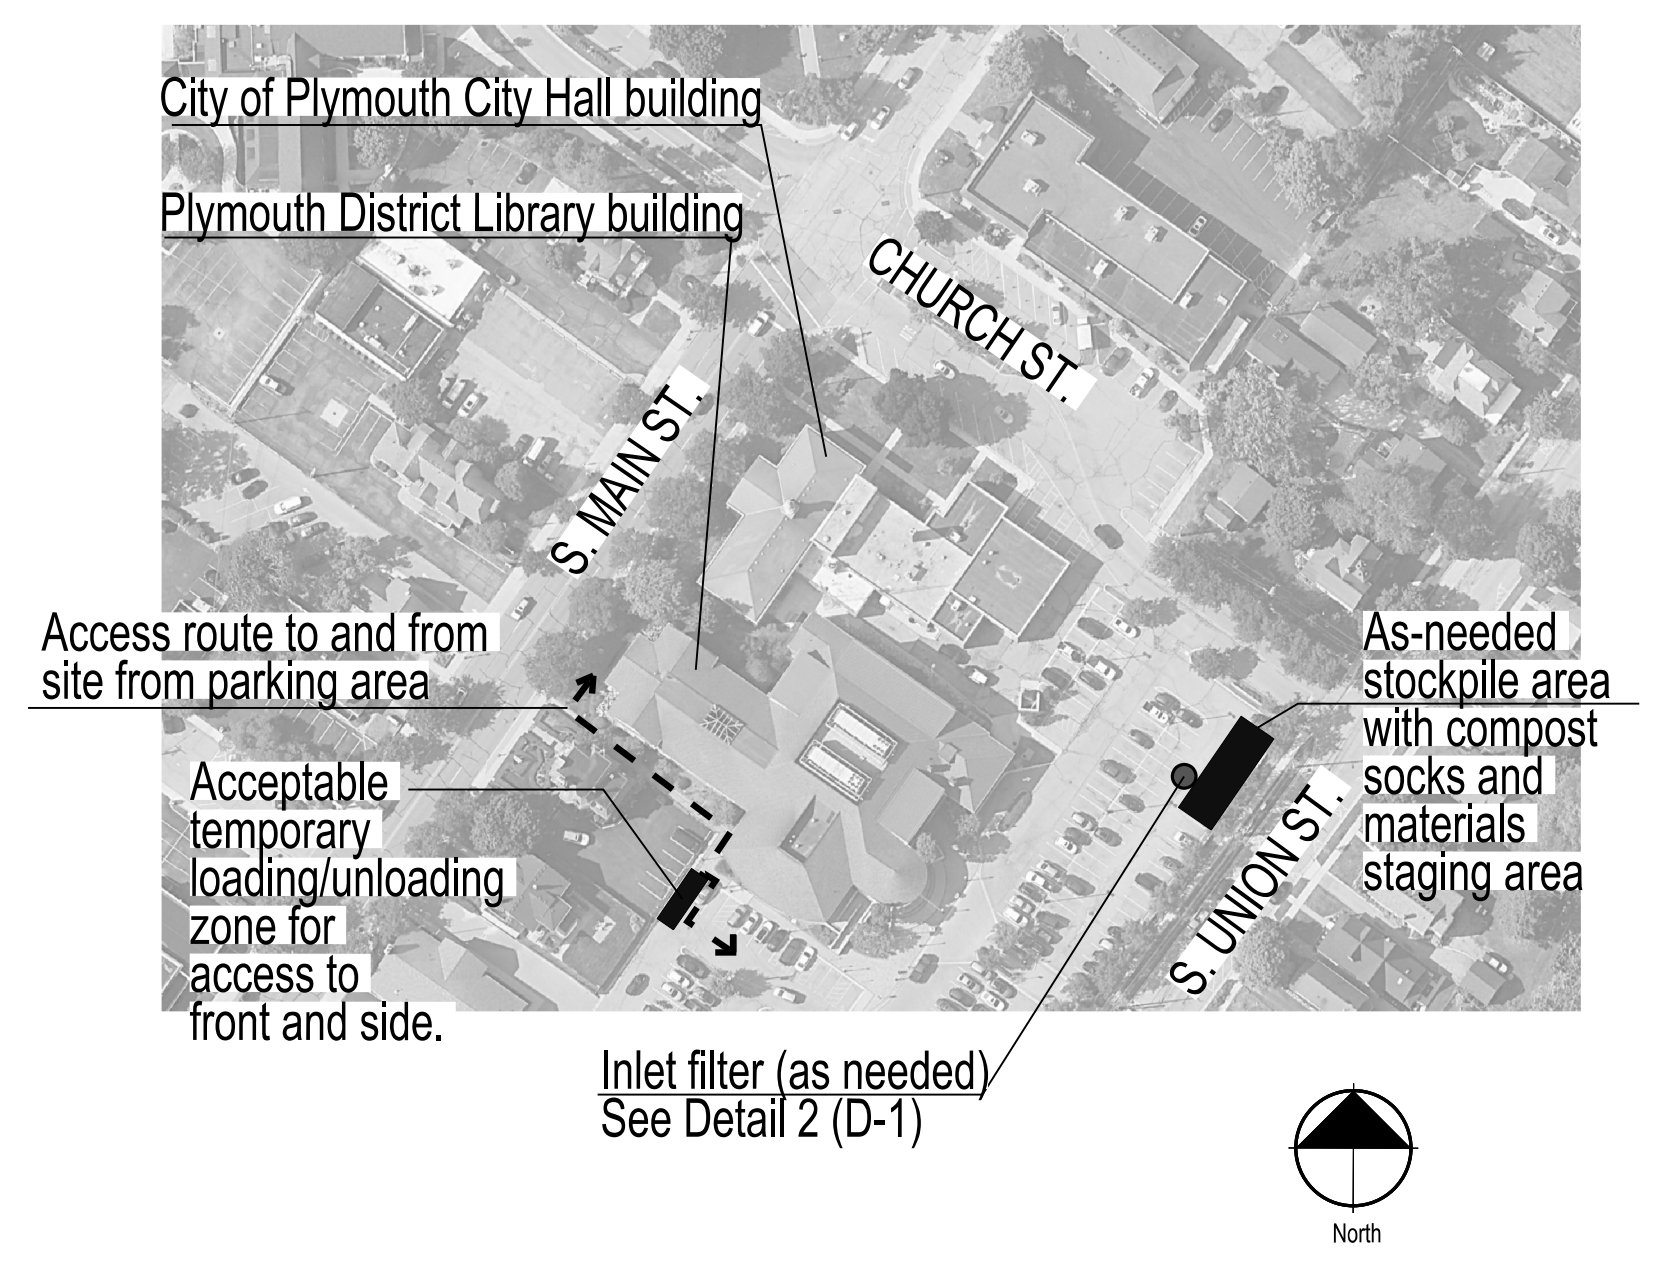 City of Plymouth City Hall building
Plymouth District Library building
CHURCH ST.
S. MAIN ST.
Access route to and from
site from parking area
As-needed
stockpile area
with compost
socks and
materials
staging area
Acceptable
temporary
loading/unloading
zone for
access to
front and side.
S. UNION ST.
Inlet filter (as needed)
See Detail 2 (D-1)
North